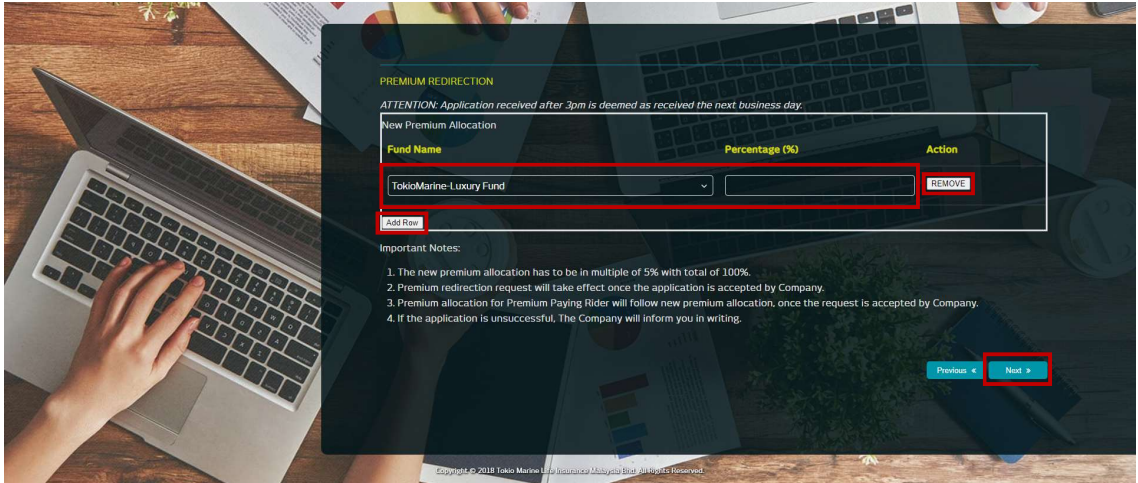 PREMIUM REDIRECTION
ATTENTION: Application received after 3pm is deemed as received the next business day.
New Premium Allocation
Fund Name Percentage (%) Action
TokioMarine-Luxury Fund REMOVE
Add Row
Important Notes:
1. The new premium allocation has to be in multiple of 5% with total of 100%.
2. Premium redirection request will take effect once the application is accepted by Company.
3. Premium allocation for Premium Paying Rider will follow new premium allocation, once the request is accepted by Company.
4. If the application is unsuccessful, The Company will inform you in writing.
Previous « Next »
Copyright © 2018 Tokio Marine Life Insurance Malaysia Bhd. All Rights Reserved.